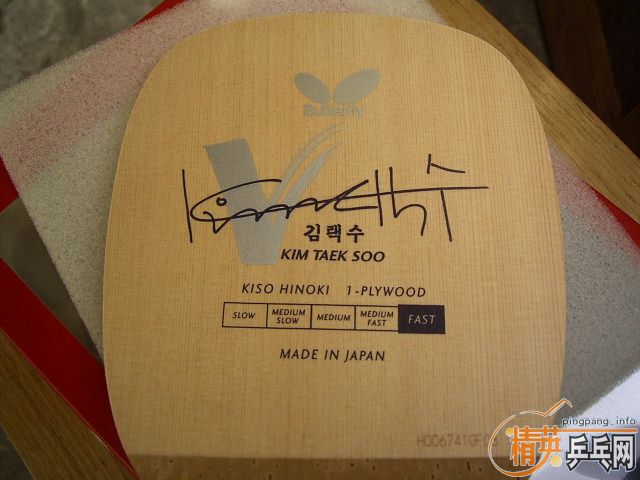 Butterfly
V
김택수
KIM TAEK SOO
KISO HINOKI 1-PLYWOOD
SLOW
MEDIUM SLOW
MEDIUM
MEDIUM FAST
FAST
MADE IN JAPAN
pingpang.info
精英乒乓网